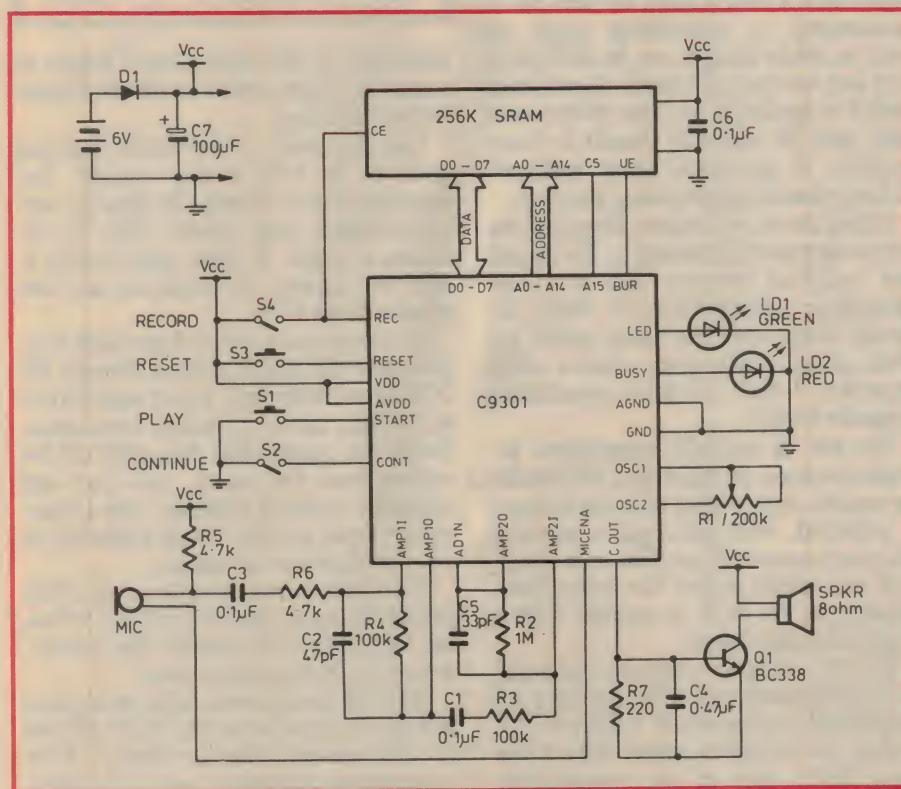 Vcc
D1
6V
+
C7
100µF
256K SRAM
CE
D0 - D7
A0 - A14
CS
UE
Vcc
C6
0·1µF
DATA
ADDRESS
Vcc
RECORD
S4
RESET
S3
PLAY
S1
CONTINUE
S2
D0 - D7
A0 - A14
A15
BUR
REC
RESET
VDD
AVDD
START
CONT
C9301
LED
BUSY
AGND
GND
OSC1
OSC2
LD1
GREEN
LD2
RED
R1 / 200k
AMP1I
AMP1O
AD1N
AMP2O
AMP2I
MICENA
C OUT
Vcc
R5
4·7k
MIC
C3
0·1µF
R6
4·7k
C2
47pF
R4
100k
C5
33pF
R2
1M
C1
0·1µF
R3
100k
R7
220
C4
0·47µF
Vcc
SPKR
8ohm
Q1
BC338